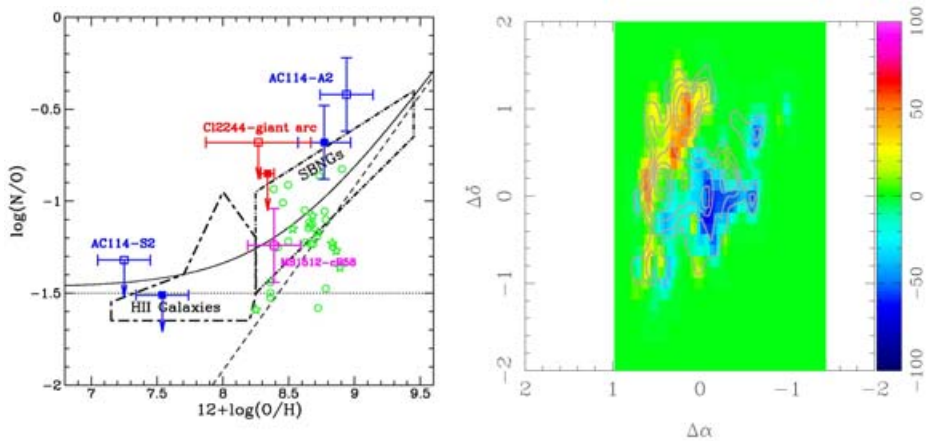 0
-0.5
-1
-1.5
-2
log(N/O)
AC114-A2
Cl2244-giant arc
SBNGs
MS1512-cB58
AC114-S2
HII Galaxies
7
7.5
8
8.5
9
9.5
12+log(O/H)
2
1
0
-1
-2
Δδ
2
1
0
-1
-2
Δα
100
50
0
-50
-100